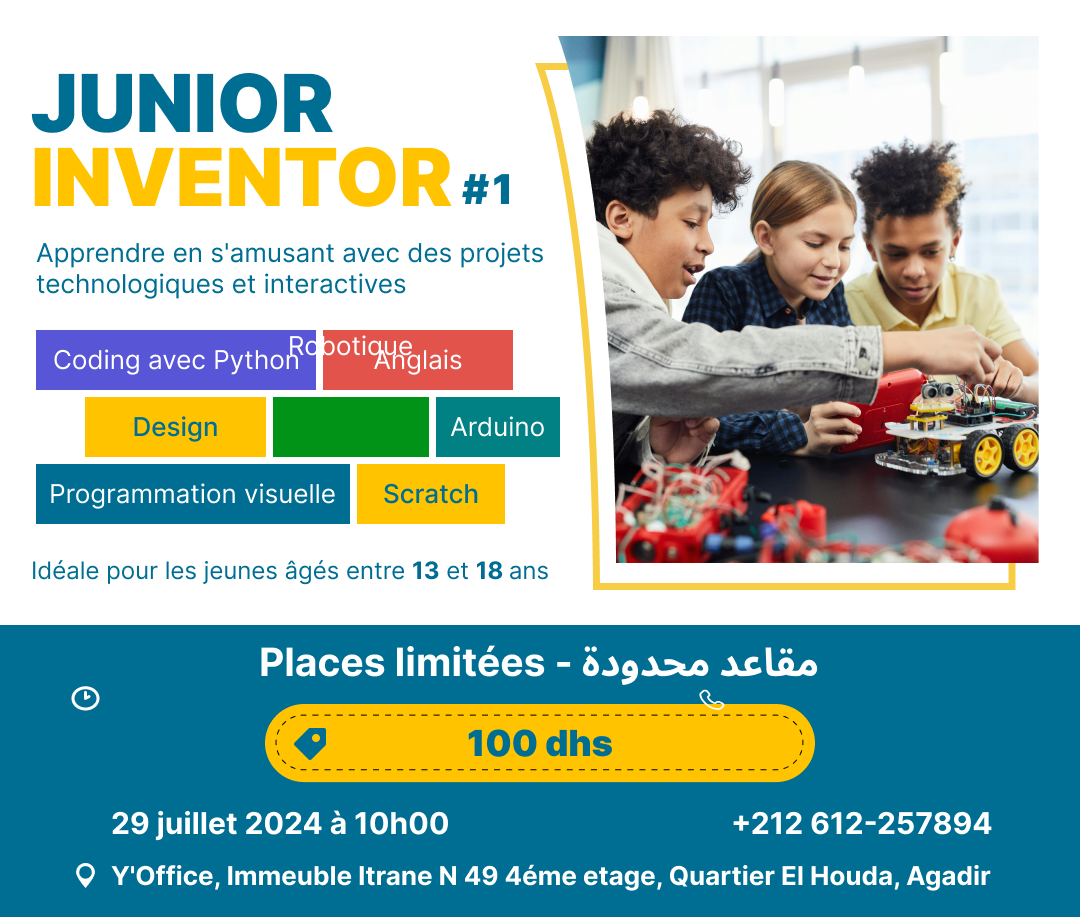 JUNIOR
INVENTOR #1
Apprendre en s'amusant avec des projets
technologiques et interactives
Coding avec Python
Robotique
Anglais
Design
Arduino
Programmation visuelle
Scratch
Idéale pour les jeunes âgés entre 13 et 18 ans
Places limitées - مقاعد محدودة
100 dhs
29 juillet 2024 à 10h00
+212 612-257894
Y'Office, Immeuble Itrane N 49 4éme etage, Quartier El Houda, Agadir